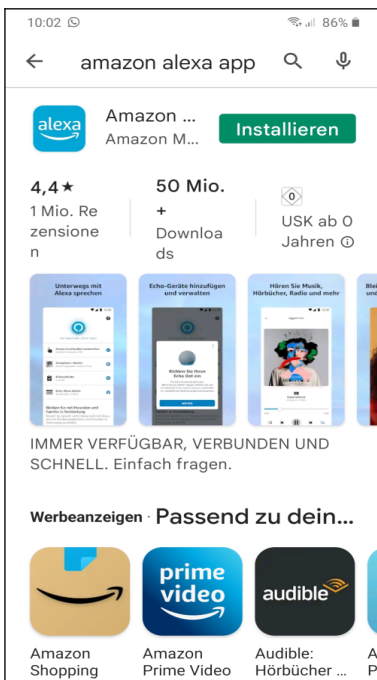 10:02 86%
amazon alexa app
alexa
Amazon ...
Amazon M...
Installieren
4,4★
1 Mio. Re
zensione
n
50 Mio.
+
Downloa
ds
0
USK ab 0
Jahren
Unterwegs mit
Alexa sprechen
Echo-Geräte hinzufügen
und verwalten
Hören Sie Musik,
Hörbücher, Radio und mehr
IMMER VERFÜGBAR, VERBUNDEN UND
SCHNELL. Einfach fragen.
Werbeanzeigen · Passend zu dein...
prime
video
audible
Amazon
Shopping
Amazon
Prime Video
Audible:
Hörbücher ...
A
P